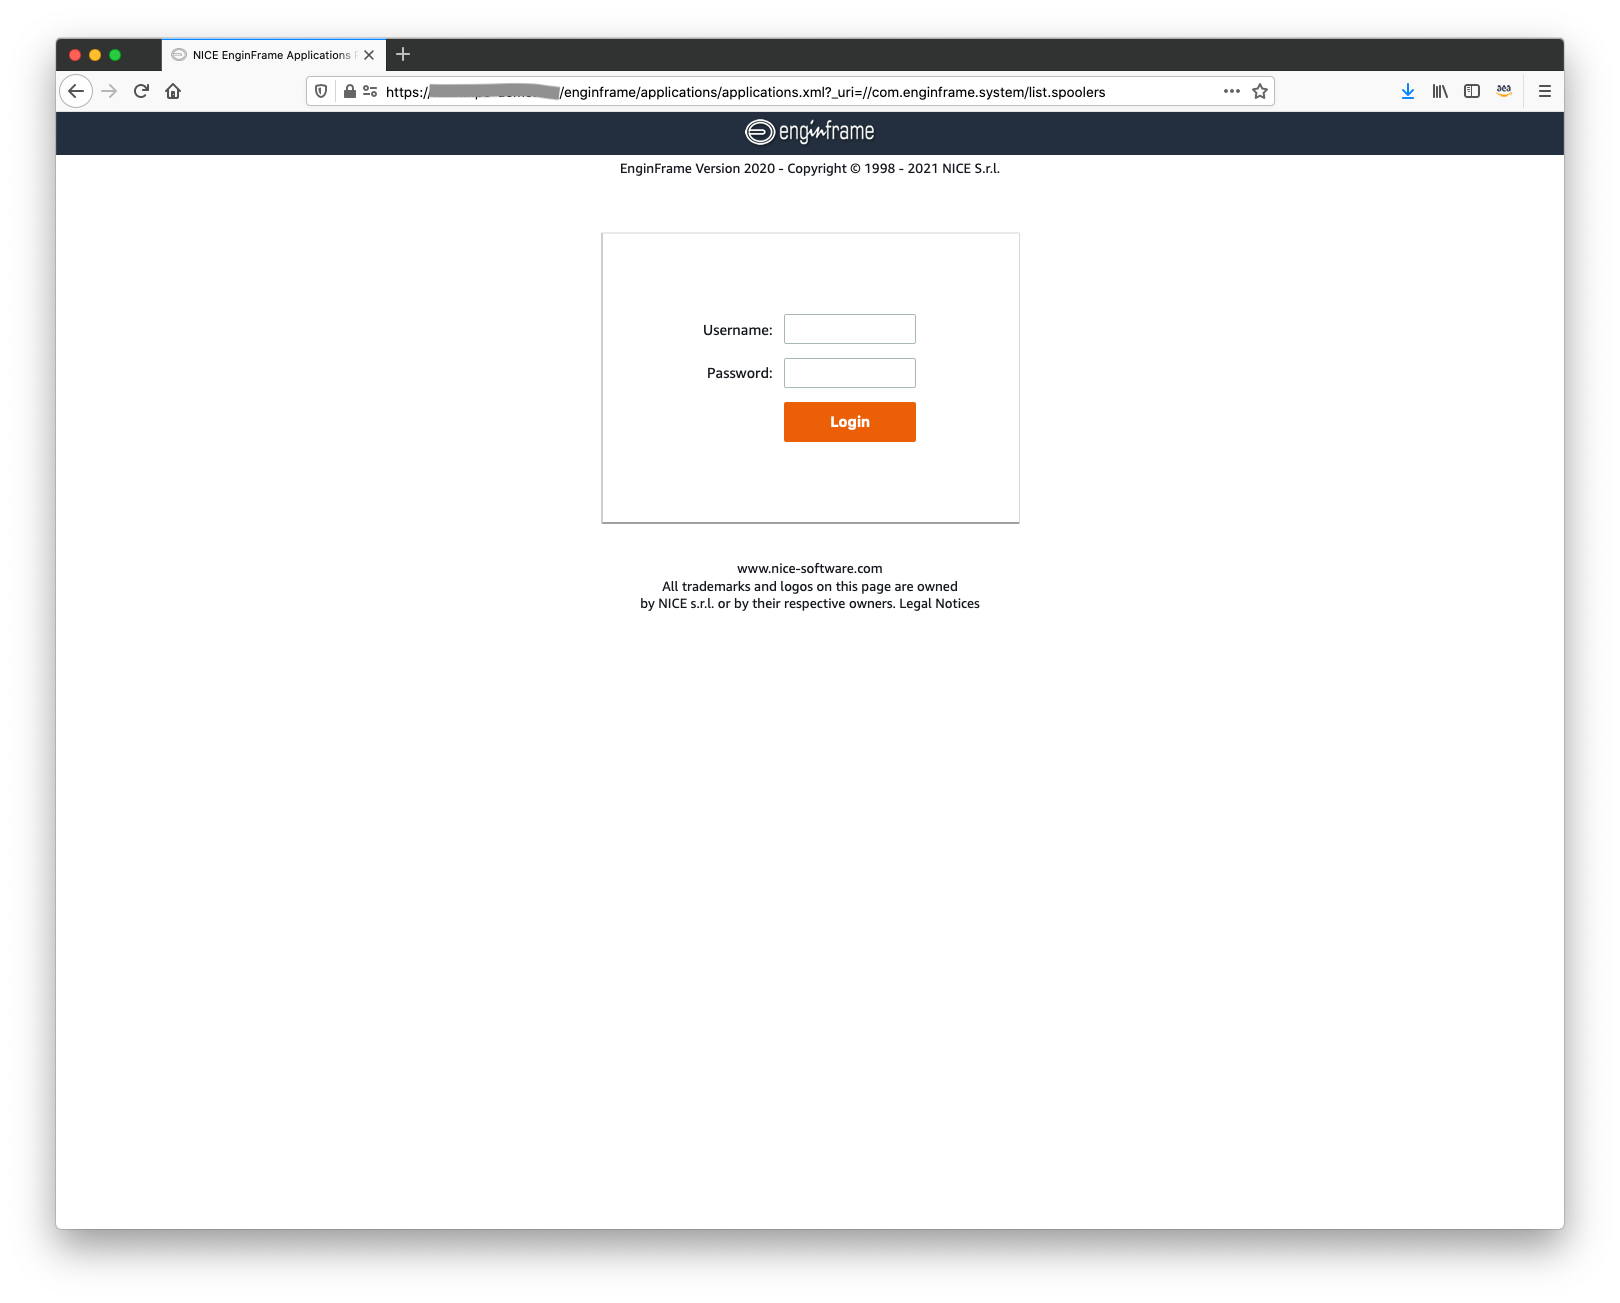 NICE EnginFrame Applications
https:// /enginframe/applications/applications.xml?_uri=//com.enginframe.system/list.spoolers
enginframe
EnginFrame Version 2020 - Copyright © 1998 - 2021 NICE S.r.l.
Username:
Password:
Login
www.nice-software.com
All trademarks and logos on this page are owned
by NICE s.r.l. or by their respective owners. Legal Notices